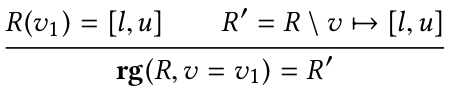 R(v₁) = [l, u] R′ = R \ v ↦ [l, u]
rg(R, v = v₁) = R′